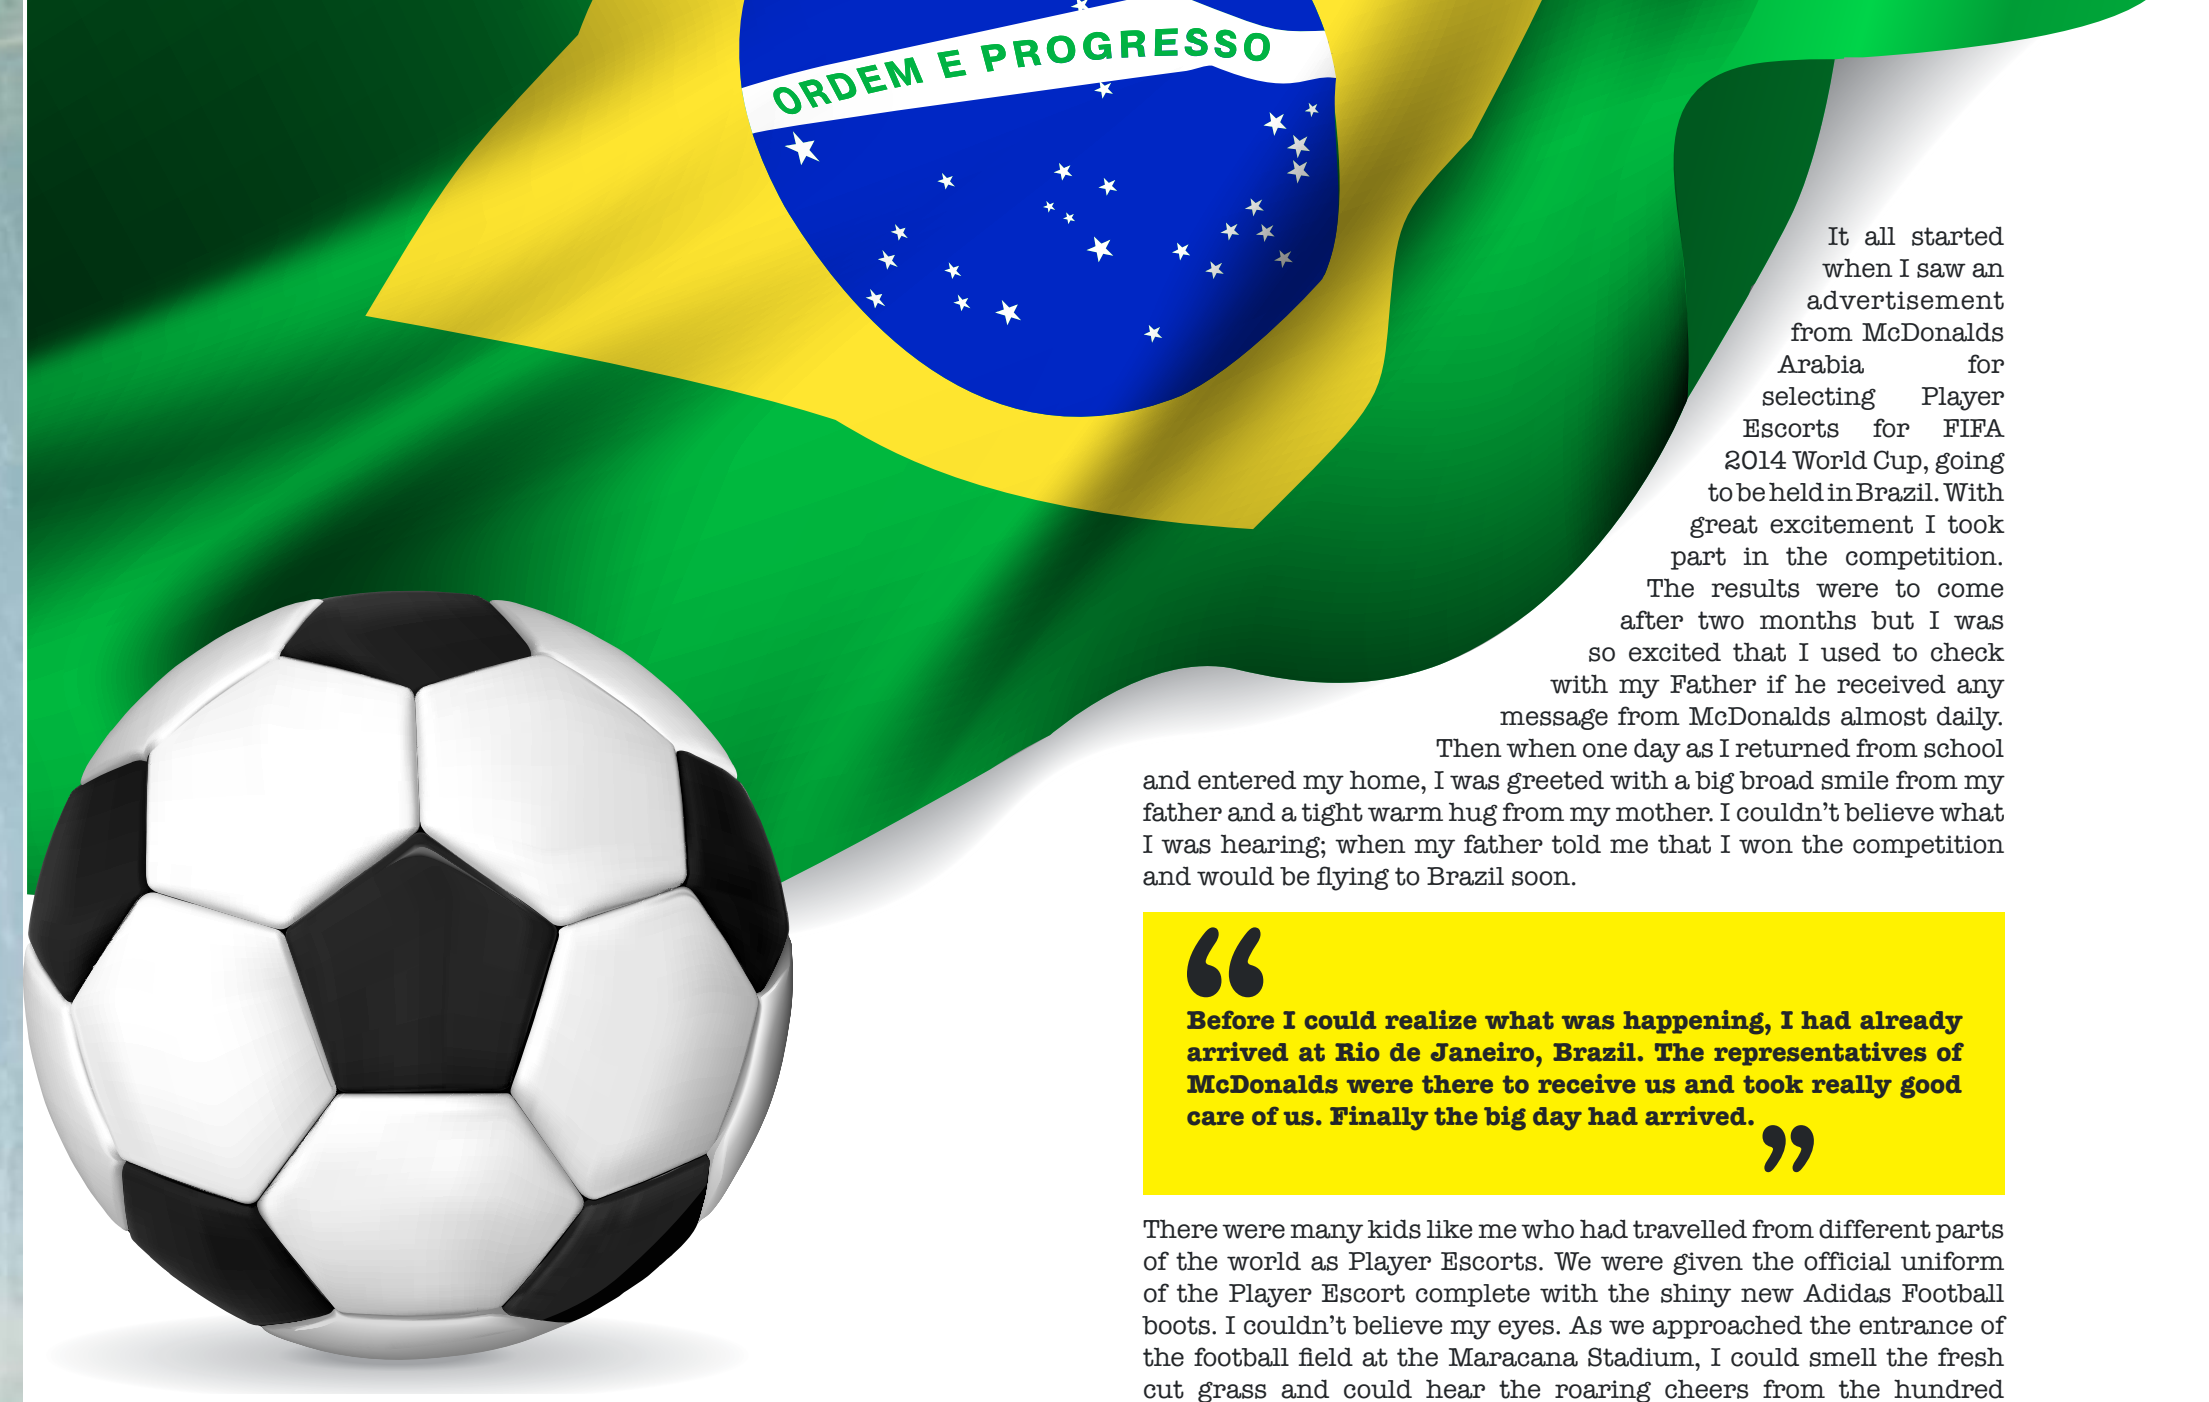 ORDEM E PROGRESSO
It all started
when I saw an
advertisement
from McDonalds
Arabia for
selecting Player
Escorts for FIFA
2014 World Cup, going
to be held in Brazil. With
great excitement I took
part in the competition.
The results were to come
after two months but I was
so excited that I used to check
with my Father if he received any
message from McDonalds almost daily.
Then when one day as I returned from school
and entered my home, I was greeted with a big broad smile from my
father and a tight warm hug from my mother. I couldn’t believe what
I was hearing; when my father told me that I won the competition
and would be flying to Brazil soon.
“
Before I could realize what was happening, I had already
arrived at Rio de Janeiro, Brazil. The representatives of
McDonalds were there to receive us and took really good
care of us. Finally the big day had arrived.
”
There were many kids like me who had travelled from different parts
of the world as Player Escorts. We were given the official uniform
of the Player Escort complete with the shiny new Adidas Football
boots. I couldn’t believe my eyes. As we approached the entrance of
the football field at the Maracana Stadium, I could smell the fresh
cut grass and could hear the roaring cheers from the hundred